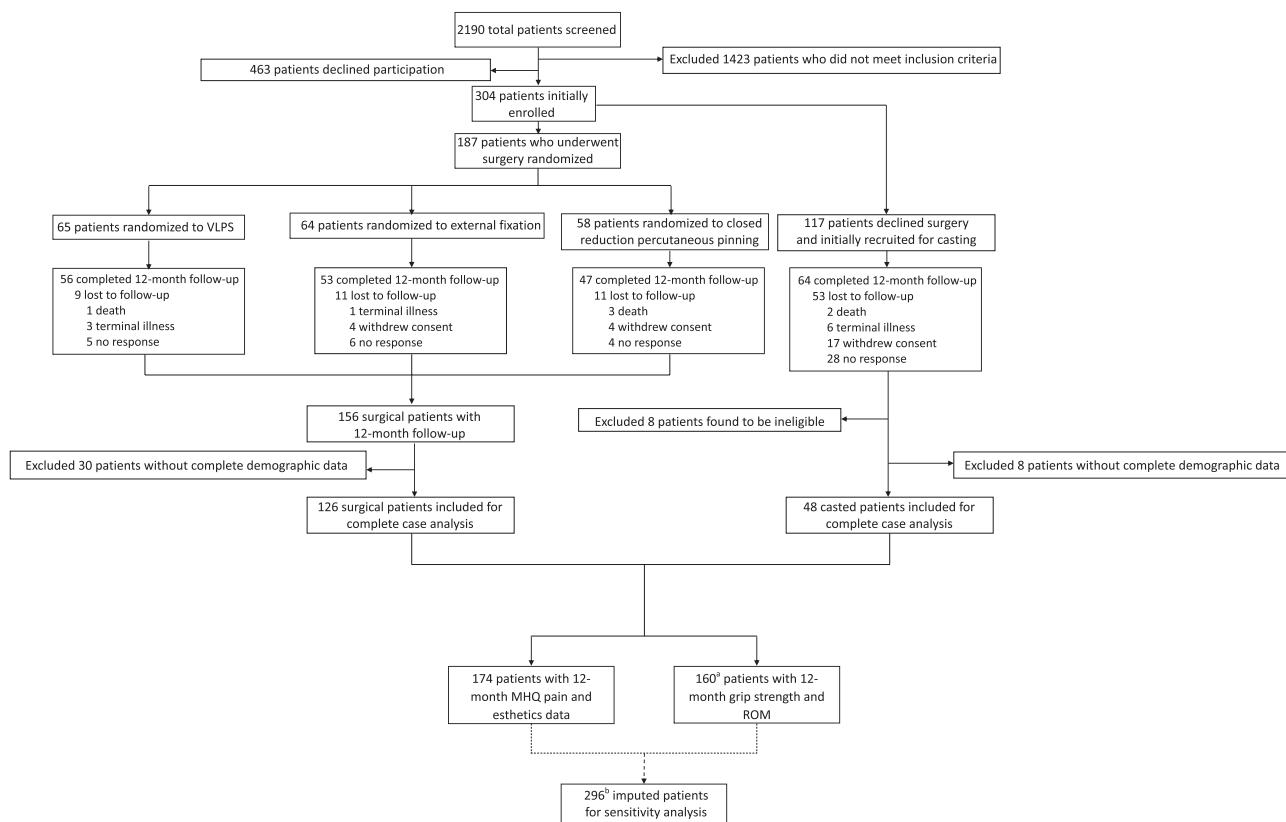 2190 total patients screened
463 patients declined participation
Excluded 1423 patients who did not meet inclusion criteria
304 patients initially
enrolled
187 patients who underwent
surgery randomized
65 patients randomized to VLPS
64 patients randomized to external fixation
58 patients randomized to closed
reduction percutaneous pinning
117 patients declined surgery
and initially recruited for casting
56 completed 12-month follow-up
9 lost to follow-up
1 death
3 terminal illness
5 no response
53 completed 12-month follow-up
11 lost to follow-up
1 terminal illness
4 withdrew consent
6 no response
47 completed 12-month follow-up
11 lost to follow-up
3 death
4 withdrew consent
4 no response
64 completed 12-month follow-up
53 lost to follow-up
2 death
6 terminal illness
17 withdrew consent
28 no response
156 surgical patients with
12-month follow-up
Excluded 8 patients found to be ineligible
Excluded 30 patients without complete demographic data
Excluded 8 patients without complete demographic data
126 surgical patients included for
complete case analysis
48 casted patients included for
complete case analysis
174 patients with 12-
month MHQ pain and
esthetics data
160ᵃ patients with 12-
month grip strength and
ROM
296ᵇ imputed patients
for sensitivity analysis